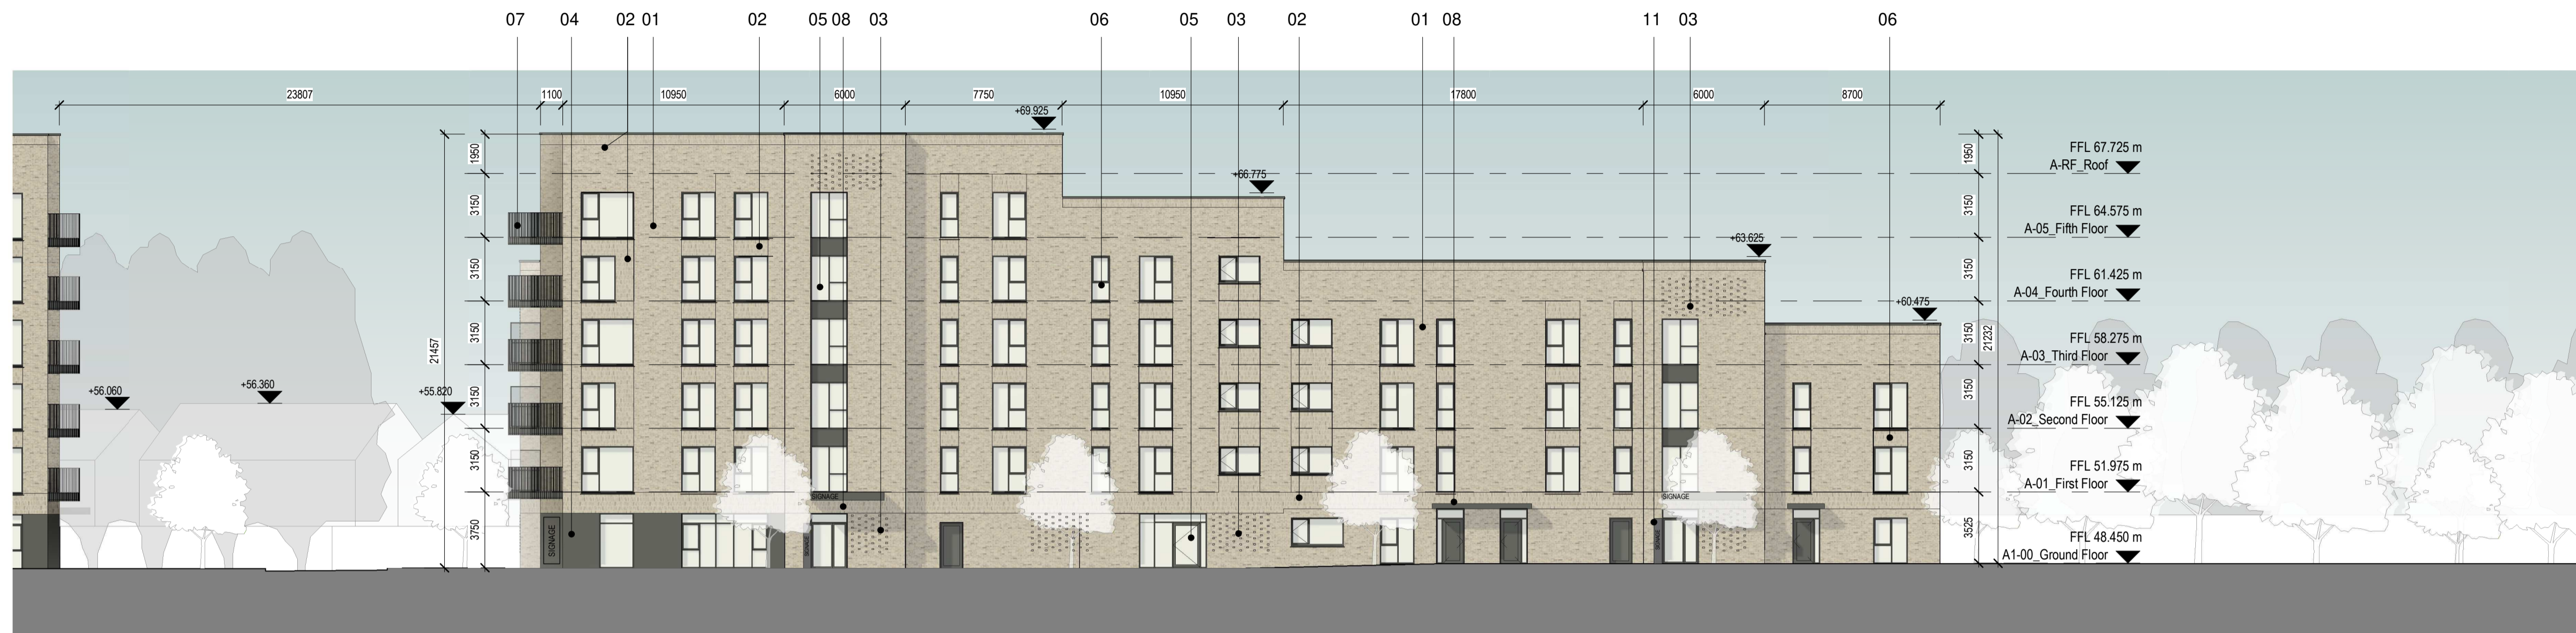 07 04 02 01 02 05 08 03 06 05 03 02 01 08 11 03 06
23807 1100 10950 6000 7750 10950 17800 6000 8700
+69.925
+66.775
+63.625
+60.475
+56.060
+56.360
+55.820
21457
1950
3150
3150
3150
3150
3150
3750
SIGNAGE
SIGNAGE
SIGNAGE
SIGNAGE
SIGNAGE
1950
3150
3150
3150
3150
3150
3525
21232
FFL 67.725 m
A-RF_Roof
FFL 64.575 m
A-05_Fifth Floor
FFL 61.425 m
A-04_Fourth Floor
FFL 58.275 m
A-03_Third Floor
FFL 55.125 m
A-02_Second Floor
FFL 51.975 m
A-01_First Floor
FFL 48.450 m
A1-00_Ground Floor